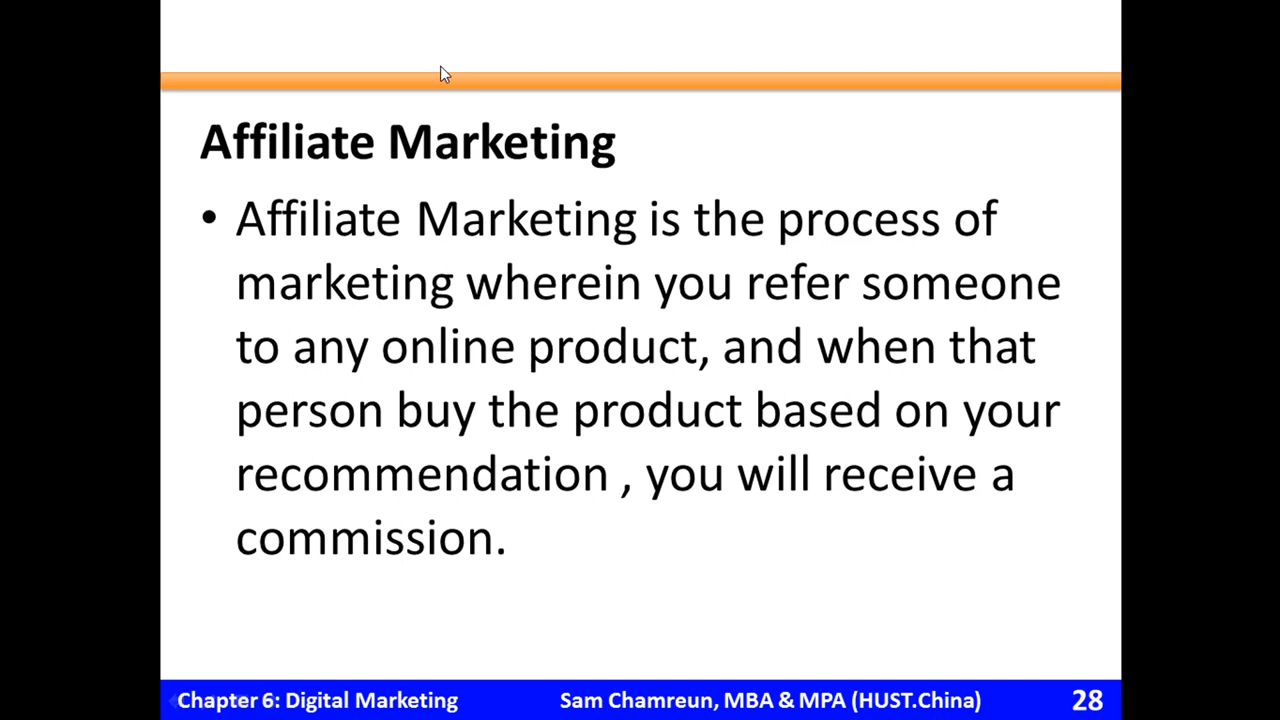 Affiliate Marketing
• Affiliate Marketing is the process of
marketing wherein you refer someone
to any online product, and when that
person buy the product based on your
recommendation , you will receive a
commission.
Chapter 6: Digital Marketing Sam Chamreun, MBA & MPA (HUST.China) 28